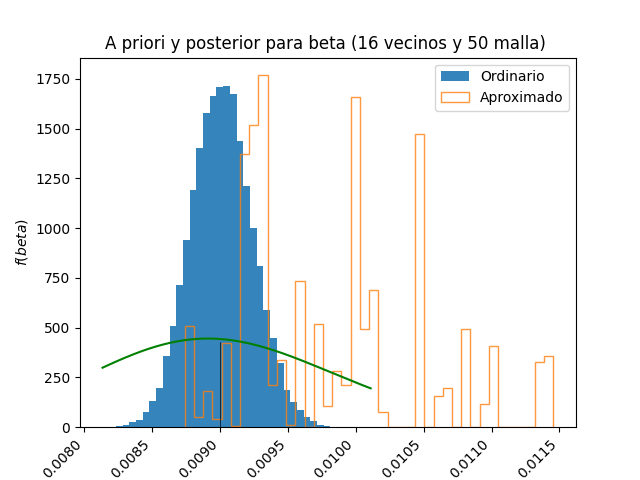 A priori y posterior para beta (16 vecinos y 50 malla)
Ordinario
Aproximado
f(beta)
1750
1500
1250
1000
750
500
250
0
0.0080 0.0085 0.0090 0.0095 0.0100 0.0105 0.0110 0.0115